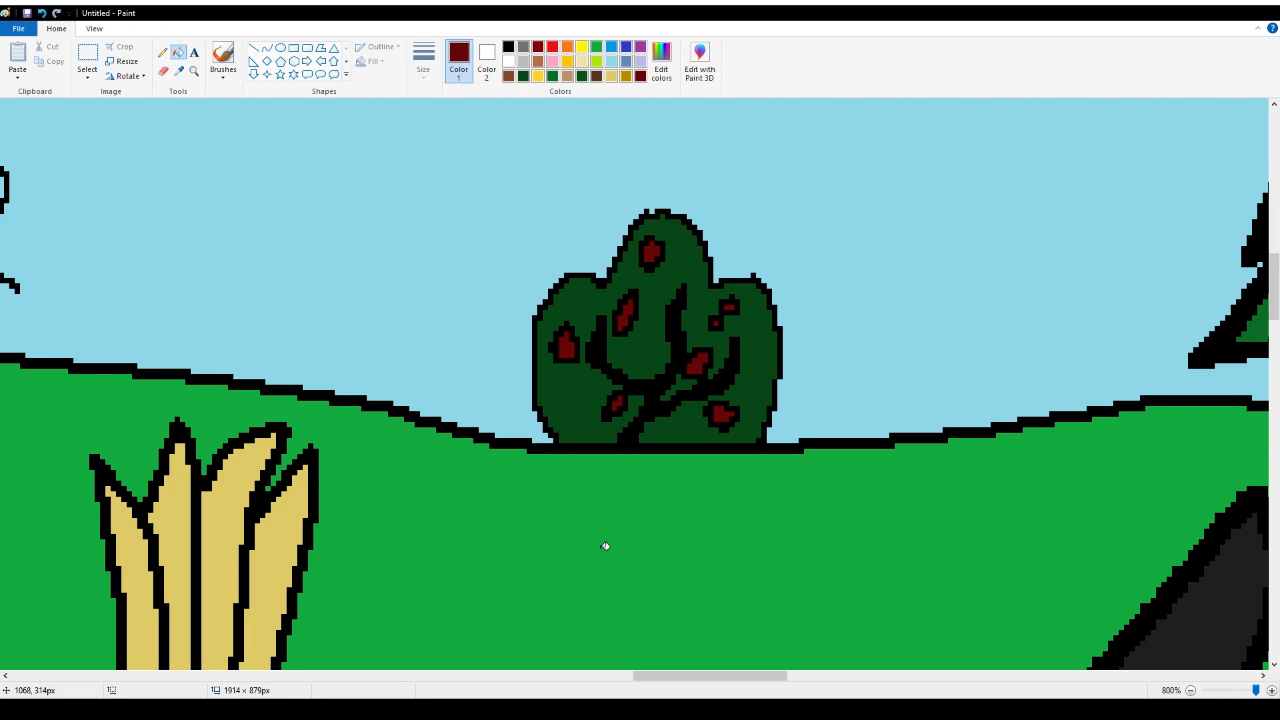 Untitled - Paint
File Home View
Paste
Cut
Copy
Clipboard
Select
Crop
Resize
Rotate
Image
Tools
Brushes
Outline
Fill
Shapes
Size
Color
1
Color
2
Edit
colors
Colors
Edit with
Paint 3D
1068, 314px
1914 × 879px
800%